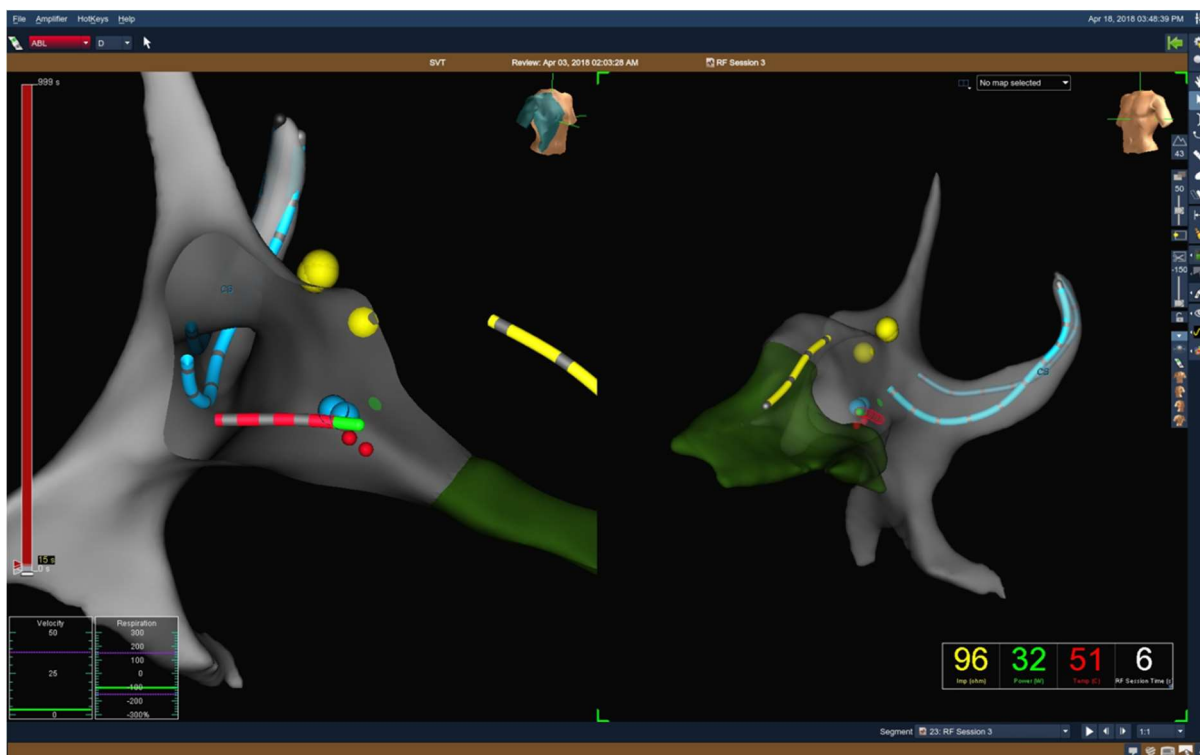 File Amplifier HotKeys Help
Apr 18, 2018 03:48:39 PM
ABL
D
SVT
Review: Apr 03, 2018 02:03:28 AM
RF Session 3
999 s
No map selected
43
50
-150
CS
CS
15 s
0 s
Velocity
50
25
0
Respiration
300
200
100
0
-100
-200
-300%
96 32 51 6
Imp (ohm) Power (W) Temp (C) RF Session Time (s
Segment 23: RF Session 3
1:1